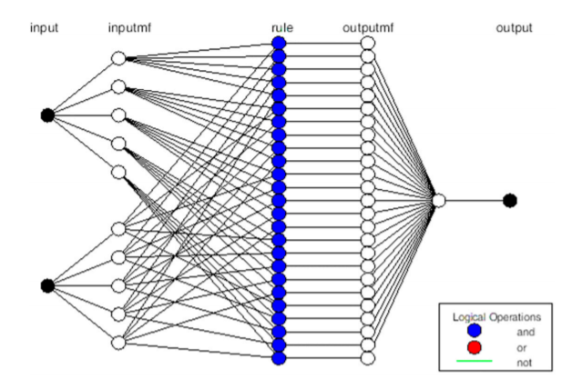 input inputmf rule outputmf output
Logical Operations
and
or
not